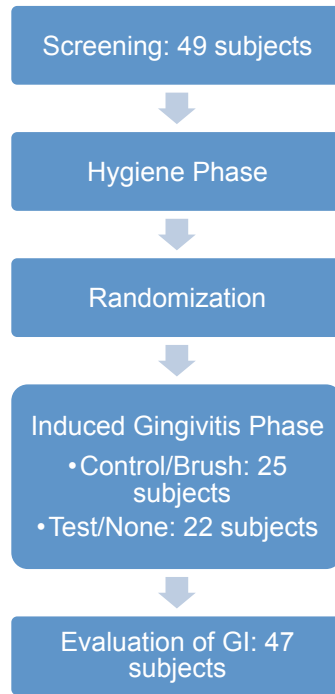 Screening: 49 subjects
Hygiene Phase
Randomization
Induced Gingivitis Phase
•Control/Brush: 25
subjects
•Test/None: 22 subjects
Evaluation of GI: 47
subjects